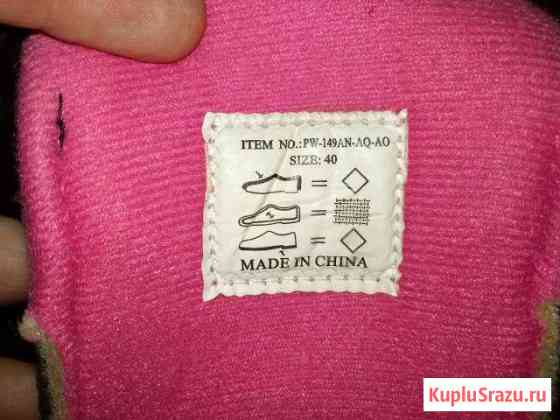 ITEM NO.:PW-149AN-AQ-AO
SIZE: 40
=
=
=
MADE IN CHINA
KupluSrazu.ru